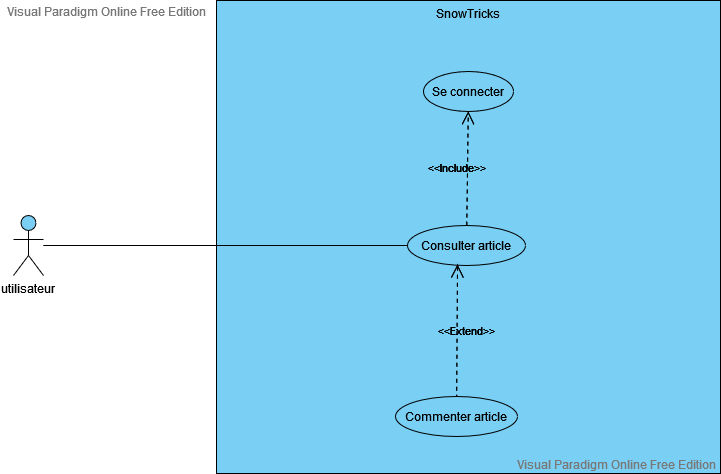 Visual Paradigm Online Free Edition
SnowTricks
Se connecter
<<Include>>
Consulter article
utilisateur
<<Extend>>
Commenter article
Visual Paradigm Online Free Edition